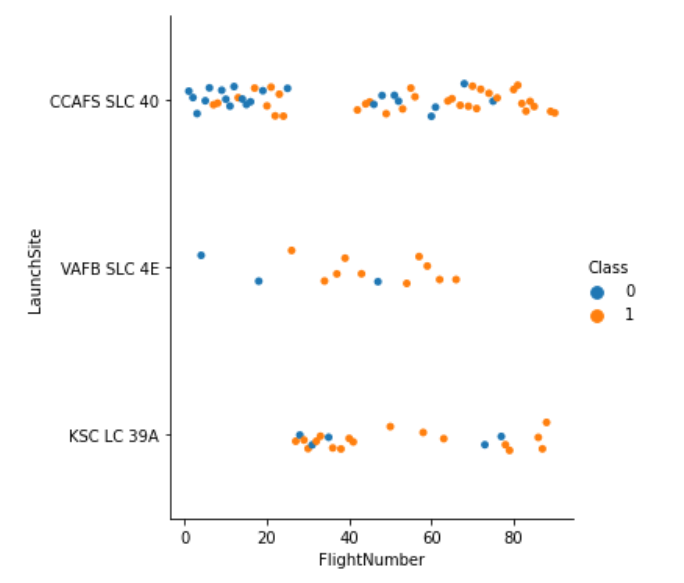 CCAFS SLC 40
VAFB SLC 4E
KSC LC 39A
LaunchSite
0 20 40 60 80
FlightNumber
Class
0
1